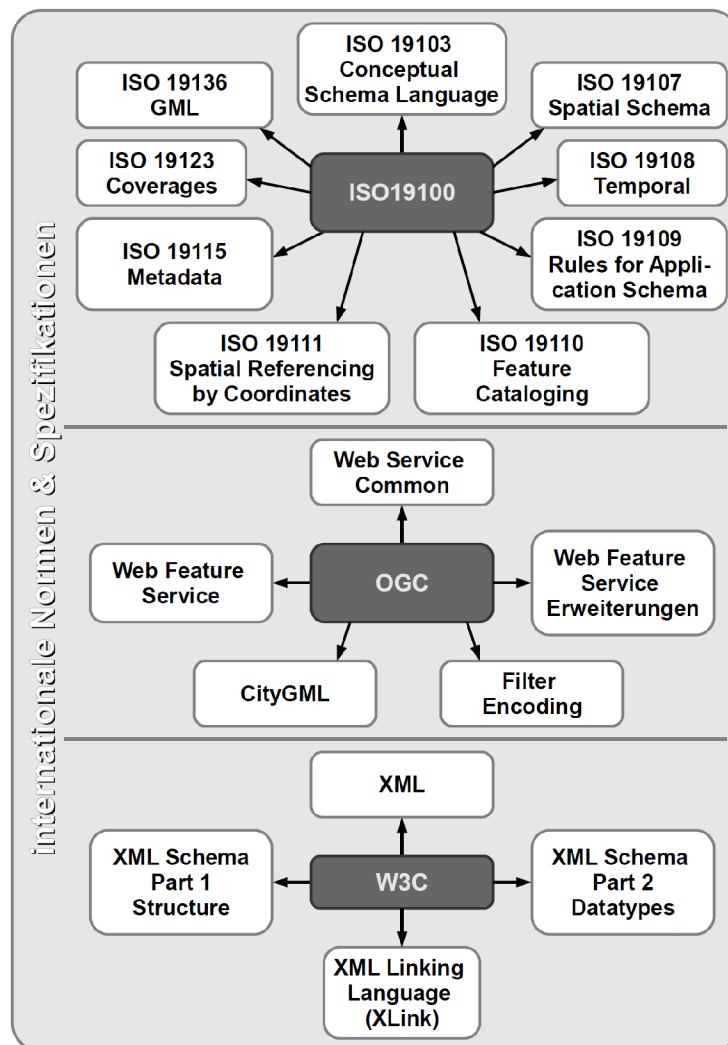 internationale Normen & Spezifikationen
ISO 19103
Conceptual
Schema Language
ISO 19136
GML
ISO 19107
Spatial Schema
ISO 19123
Coverages
ISO19100
ISO 19108
Temporal
ISO 19115
Metadata
ISO 19109
Rules for Appli-
cation Schema
ISO 19111
Spatial Referencing
by Coordinates
ISO 19110
Feature
Cataloging
Web Service
Common
Web Feature
Service
OGC
Web Feature
Service
Erweiterungen
CityGML
Filter
Encoding
XML
XML Schema
Part 1
Structure
W3C
XML Schema
Part 2
Datatypes
XML Linking
Language
(XLink)